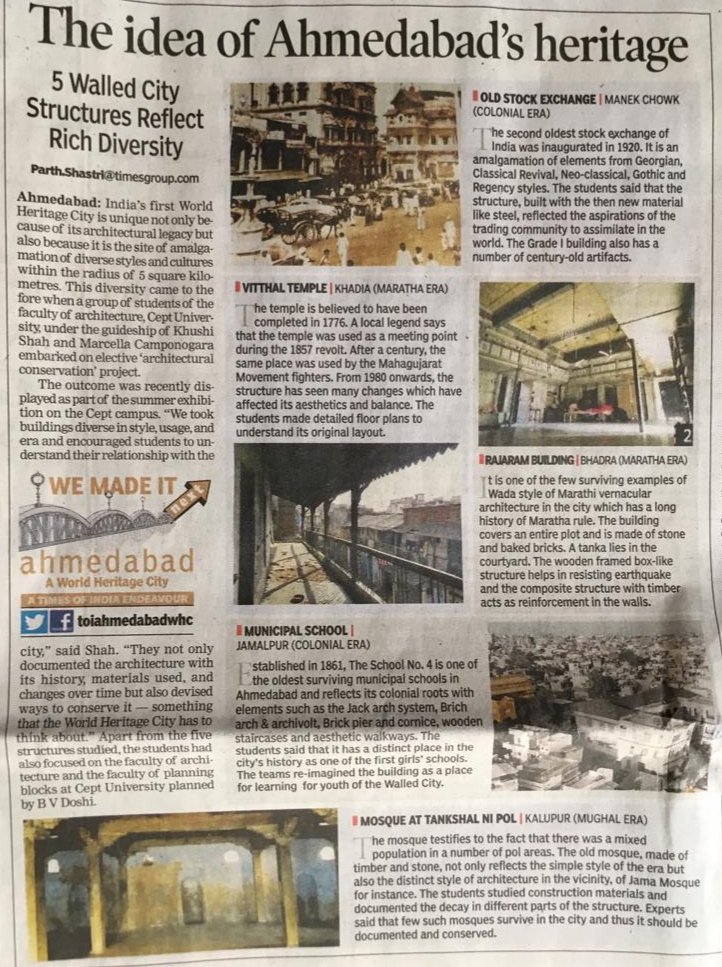 The idea of Ahmedabad's heritage
5 Walled City
Structures Reflect
Rich Diversity
Parth.Shastri@timesgroup.com
Ahmedabad: India's first World
Heritage City is unique not only be-
cause of its architectural legacy but
also because it is the site of amalga-
mation of diverse styles and cultures
within the radius of 5 square kilo-
metres. This diversity came to the
fore when a group of students of the
faculty of architecture, Cept Univer-
sity, under the guideship of Khushi
Shah and Marcella Camponogara
embarked on elective 'architectural
conservation' project.
The outcome was recently dis-
played as part of the summer exhibi-
tion on the Cept campus. "We took
buildings diverse in style, usage, and
era and encouraged students to un-
derstand their relationship with the
WE MADE IT
next
ahmedabad
A World Heritage City
A TIMES OF INDIA ENDEAVOUR
toiahmedabadwhc
city," said Shah. "They not only
documented the architecture with
its history, materials used, and
changes over time but also devised
ways to conserve it — something
that the World Heritage City has to
think about." Apart from the five
structures studied, the students had
also focused on the faculty of archi-
tecture and the faculty of planning
blocks at Cept University planned
by B V Doshi.
OLD STOCK EXCHANGE | MANEK CHOWK
(COLONIAL ERA)
The second oldest stock exchange of
India was inaugurated in 1920. It is an
amalgamation of elements from Georgian,
Classical Revival, Neo-classical, Gothic and
Regency styles. The students said that the
structure, built with the then new material
like steel, reflected the aspirations of the
trading community to assimilate in the
world. The Grade I building also has a
number of century-old artifacts.
VITTHAL TEMPLE | KHADIA (MARATHA ERA)
The temple is believed to have been
completed in 1776. A local legend says
that the temple was used as a meeting point
during the 1857 revolt. After a century, the
same place was used by the Mahagujarat
Movement fighters. From 1980 onwards, the
structure has seen many changes which have
affected its aesthetics and balance. The
students made detailed floor plans to
understand its original layout.
2
RAJARAM BUILDING | BHADRA (MARATHA ERA)
It is one of the few surviving examples of
Wada style of Marathi vernacular
architecture in the city which has a long
history of Maratha rule. The building
covers an entire plot and is made of stone
and baked bricks. A tanka lies in the
courtyard. The wooden framed box-like
structure helps in resisting earthquake
and the composite structure with timber
acts as reinforcement in the walls.
MUNICIPAL SCHOOL |
JAMALPUR (COLONIAL ERA)
Established in 1861, The School No. 4 is one of
the oldest surviving municipal schools in
Ahmedabad and reflects its colonial roots with
elements such as the Jack arch system, Brich
arch & archivolt, Brick pier and cornice, wooden
staircases and aesthetic walkways. The
students said that it has a distinct place in the
city's history as one of the first girls' schools.
The teams re-imagined the building as a place
for learning for youth of the Walled City.
MOSQUE AT TANKSHAL NI POL | KALUPUR (MUGHAL ERA)
The mosque testifies to the fact that there was a mixed
population in a number of pol areas. The old mosque, made of
timber and stone, not only reflects the simple style of the era but
also the distinct style of architecture in the vicinity, of Jama Mosque
for instance. The students studied construction materials and
documented the decay in different parts of the structure. Experts
said that few such mosques survive in the city and thus it should be
documented and conserved.